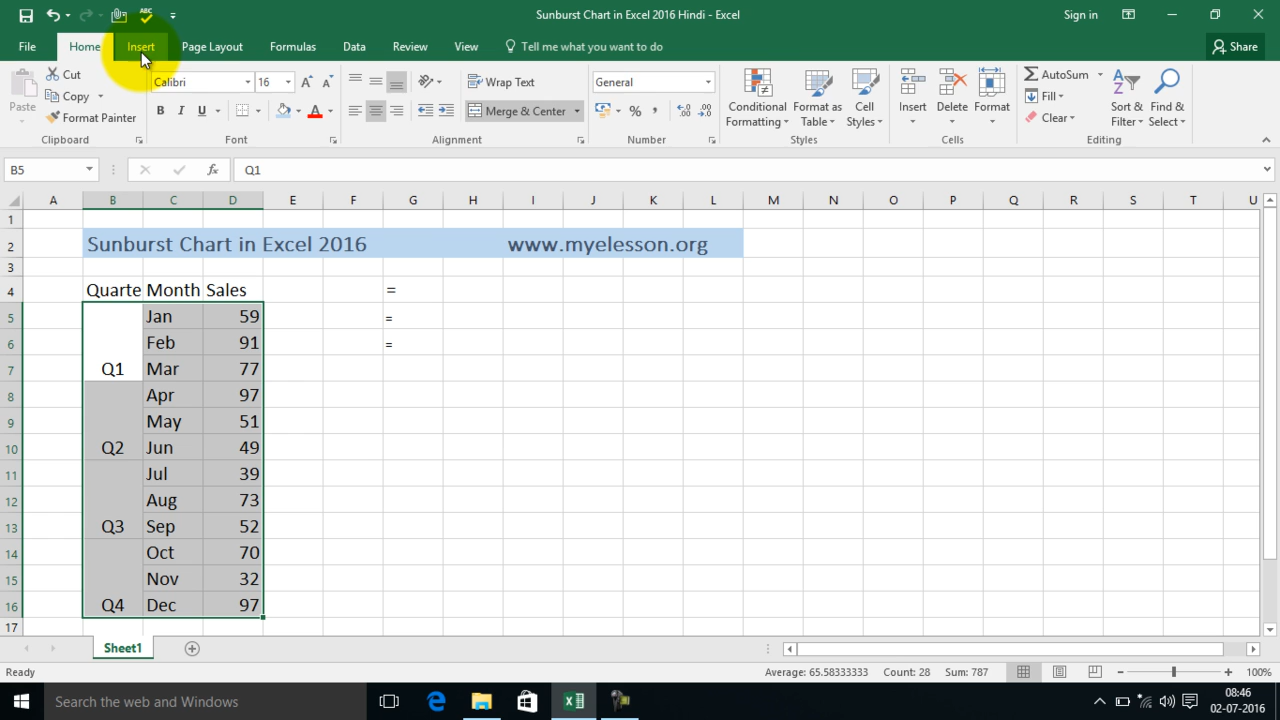 Sunburst Chart in Excel 2016 Hindi - Excel
Sign in
File Home Insert Page Layout Formulas Data Review View Tell me what you want to do Share
Paste
Cut
Copy
Format Painter
Clipboard
Calibri 16
B I U
Font
Wrap Text
Merge & Center
Alignment
General
% ,
Number
Conditional Formatting
Format as Table
Cell Styles
Styles
Insert Delete Format
Cells
AutoSum
Fill
Clear
Sort & Filter
Find & Select
Editing
B5 fx Q1
A B C D E F G H I J K L M N O P Q R S T U
1
2 Sunburst Chart in Excel 2016 www.myelesson.org
3
4 Quarte Month Sales =
5 Jan 59 =
6 Feb 91 =
7 Q1 Mar 77
8 Apr 97
9 May 51
10 Q2 Jun 49
11 Jul 39
12 Aug 73
13 Q3 Sep 52
14 Oct 70
15 Nov 32
16 Q4 Dec 97
17
Sheet1
Ready Average: 65.58333333 Count: 28 Sum: 787 100%
Search the web and Windows
08:46
02-07-2016